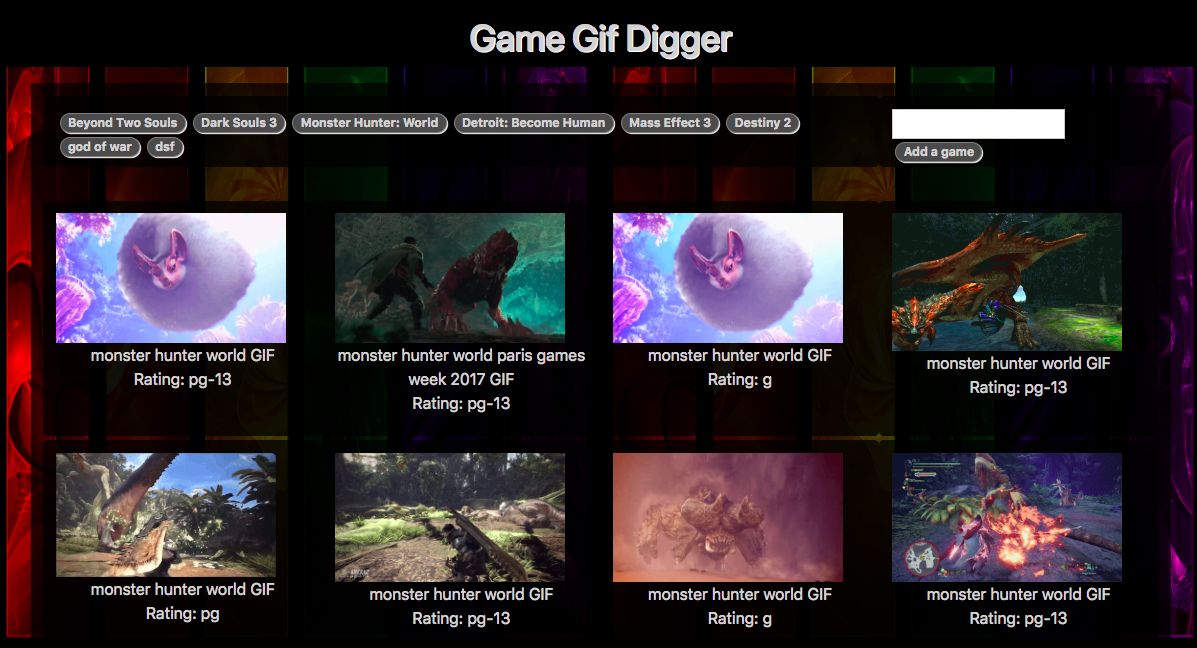 Game Gif Digger
Beyond Two Souls Dark Souls 3 Monster Hunter: World Detroit: Become Human Mass Effect 3 Destiny 2
god of war dsf
Add a game
monster hunter world GIF
Rating: pg-13
monster hunter world paris games
week 2017 GIF
Rating: pg-13
monster hunter world GIF
Rating: g
monster hunter world GIF
Rating: pg-13
monster hunter world GIF
Rating: pg
monster hunter world GIF
Rating: pg-13
monster hunter world GIF
Rating: g
monster hunter world GIF
Rating: pg-13